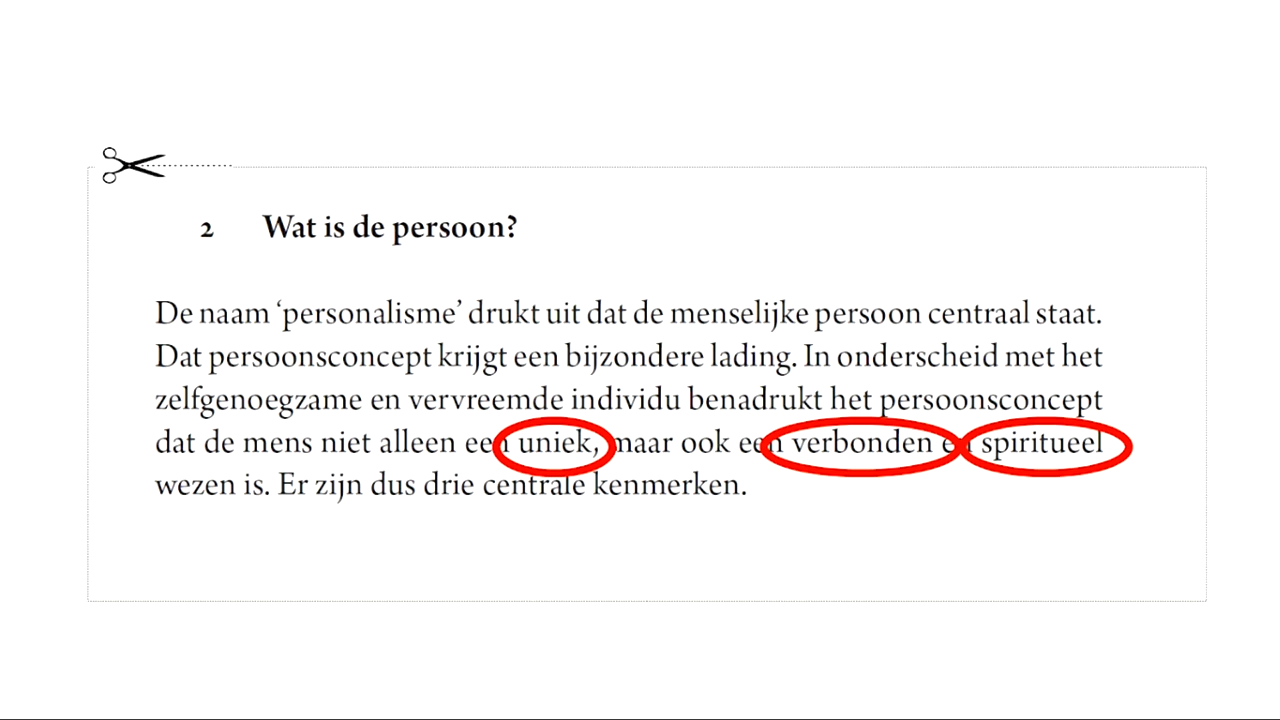 2 Wat is de persoon?
De naam ‘personalisme’ drukt uit dat de menselijke persoon centraal staat.
Dat persoonsconcept krijgt een bijzondere lading. In onderscheid met het
zelfgenoegzame en vervreemde individu benadrukt het persoonsconcept
dat de mens niet alleen een uniek, maar ook een verbonden en spiritueel
wezen is. Er zijn dus drie centrale kenmerken.